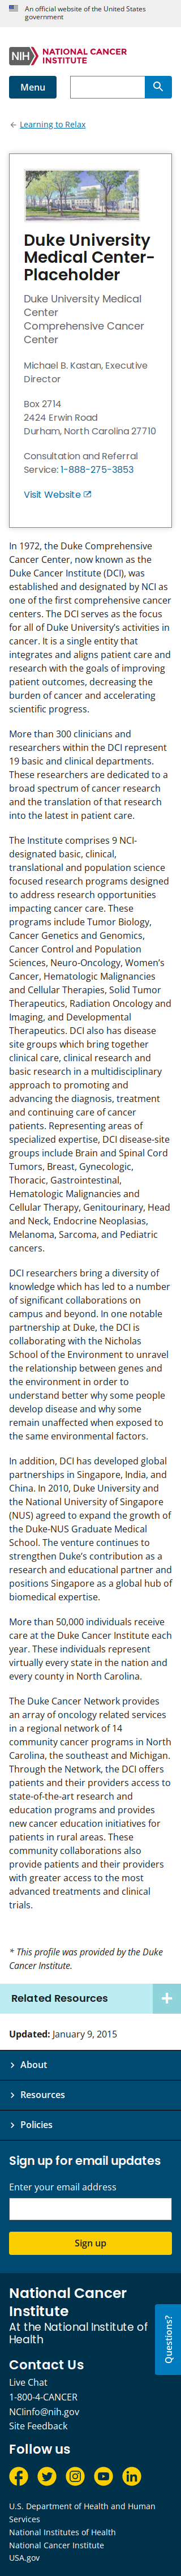 An official website of the United States
government
NIH NATIONAL CANCER
INSTITUTE
Menu
Learning to Relax
Duke University
Medical Center-
Placeholder
Duke University Medical
Center
Comprehensive Cancer
Center
Michael B. Kastan, Executive
Director
Box 2714
2424 Erwin Road
Durham, North Carolina 27710
Consultation and Referral
Service: 1-888-275-3853
Visit Website
In 1972, the Duke Comprehensive
Cancer Center, now known as the
Duke Cancer Institute (DCI), was
established and designated by NCI as
one of the first comprehensive cancer
centers. The DCI serves as the focus
for all of Duke University’s activities in
cancer. It is a single entity that
integrates and aligns patient care and
research with the goals of improving
patient outcomes, decreasing the
burden of cancer and accelerating
scientific progress.
More than 300 clinicians and
researchers within the DCI represent
19 basic and clinical departments.
These researchers are dedicated to a
broad spectrum of cancer research
and the translation of that research
into the latest in patient care.
The Institute comprises 9 NCI-
designated basic, clinical,
translational and population science
focused research programs designed
to address scientific and other
research opportunities
impacting cancer care. These
programs include Tumor Biology,
Cancer Genetics and Genomics,
Cancer Control and Population
Sciences, Neuro-Oncology, Women’s
Cancer, Hematologic Malignancies
and Cellular Therapies, Solid Tumor
Therapeutics, Radiation Oncology and
Imaging, and Developmental
Therapeutics. DCI also has disease
site groups which bring together
clinical care, clinical research and
basic research in a multidisciplinary
approach to promoting and
advancing the diagnosis, treatment
and continuing care of cancer
patients. Representing areas of
specialized expertise, DCI disease-site
groups include Brain and Spinal Cord
Tumors, Breast, Gynecologic,
Thoracic, Gastrointestinal,
Hematologic Malignancies and
Cellular Therapy, Genitourinary, Head
and Neck, Endocrine Neoplasias,
Melanoma, Sarcoma, and Pediatric
cancers.
DCI researchers bring a diversity of
knowledge which has led to a number
of significant collaborations on
campus and beyond. In one notable
partnership at Duke, the DCI is
collaborating with the Nicholas
School of the Environment to unravel
the relationship between genes and
the environment in order to
understand better why some people
develop disease and why some
remain unaffected when exposed to
the same environmental factors.
In addition, DCI has developed global
partnerships in Singapore, India, and
China. In 2010, Duke University and
the National University of Singapore
(NUS) agreed to expand the growth of
the Duke-NUS Graduate Medical
School. The venture continues to
strengthen Duke’s contribution as a
research and educational partner and
positions Singapore as a global hub of
biomedical expertise.
More than 50,000 individuals receive
care at the Duke Cancer Institute each
year. These individuals represent
virtually every state in the nation and
every county in North Carolina.
The Duke Cancer Network provides
an array of oncology related services
in a regional network of 14
community cancer programs in North
Carolina, the southeast and Michigan.
Through the Network, the DCI offers
patients and their providers access to
state-of-the-art research and
education programs and provides
new cancer education initiatives for
patients in rural areas. These
community collaborations also
provide patients and their providers
with greater access to the most
advanced treatments and clinical
trials.
* This profile was provided by the Duke
Cancer Institute.
Related Resources
Updated: January 9, 2015
About
Resources
Policies
Sign up for email updates
Enter your email address
Sign up
Questions?
National Cancer
Institute
At the National Institute of
Health
Contact Us
Live Chat
1-800-4-CANCER
NCIinfo@nih.gov
Site Feedback
Follow us
U.S. Department of Health and Human
Services
National Institutes of Health
National Cancer Institute
USA.gov